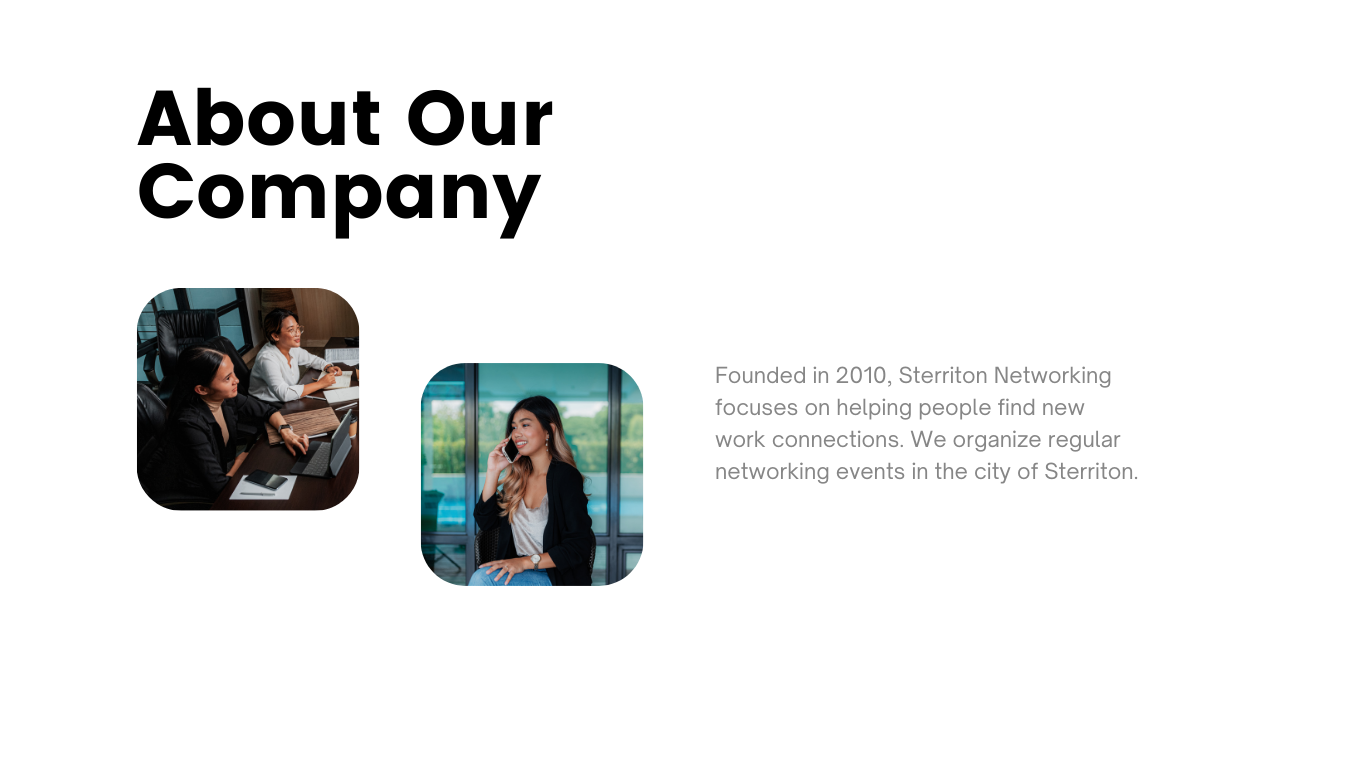 About Our
Company
Founded in 2010, Sterriton Networking
focuses on helping people find new
work connections. We organize regular
networking events in the city of Sterriton.